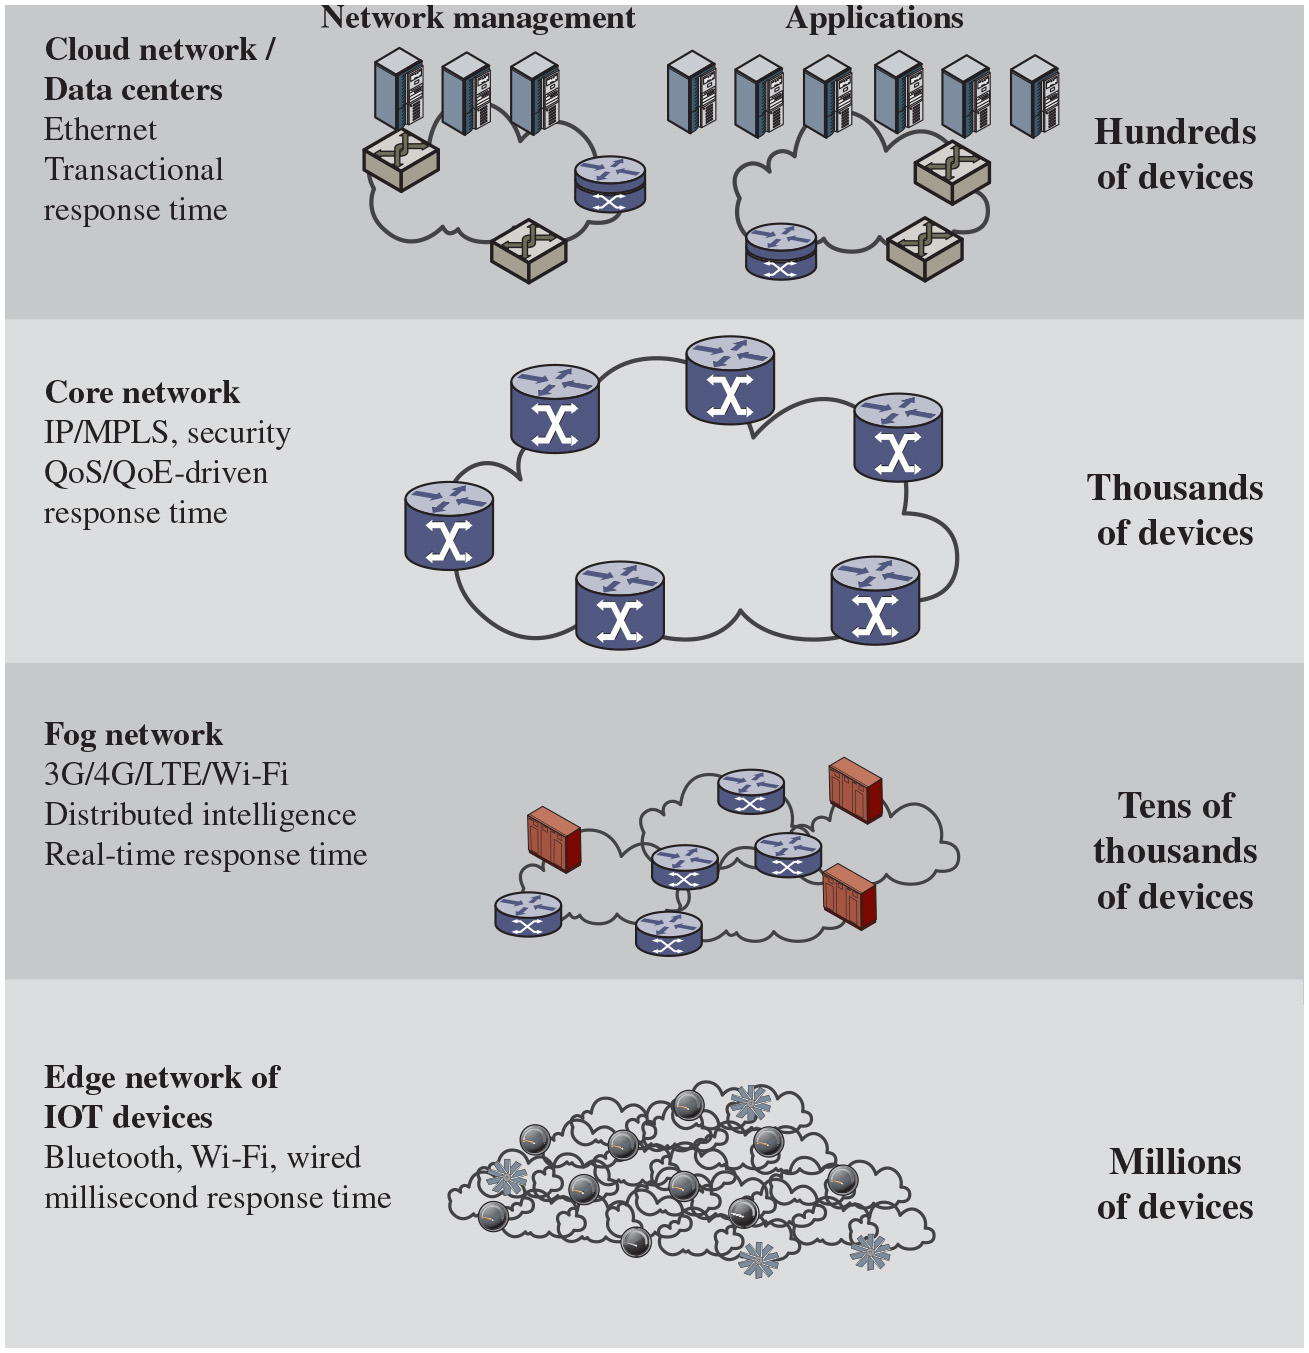 Network management
Applications
Cloud network /
Data centers
Ethernet
Transactional
response time
Hundreds
of devices
Core network
IP/MPLS, security
QoS/QoE-driven
response time
Thousands
of devices
Fog network
3G/4G/LTE/Wi-Fi
Distributed intelligence
Real-time response time
Tens of
thousands
of devices
Edge network of
IOT devices
Bluetooth, Wi-Fi, wired
millisecond response time
Millions
of devices